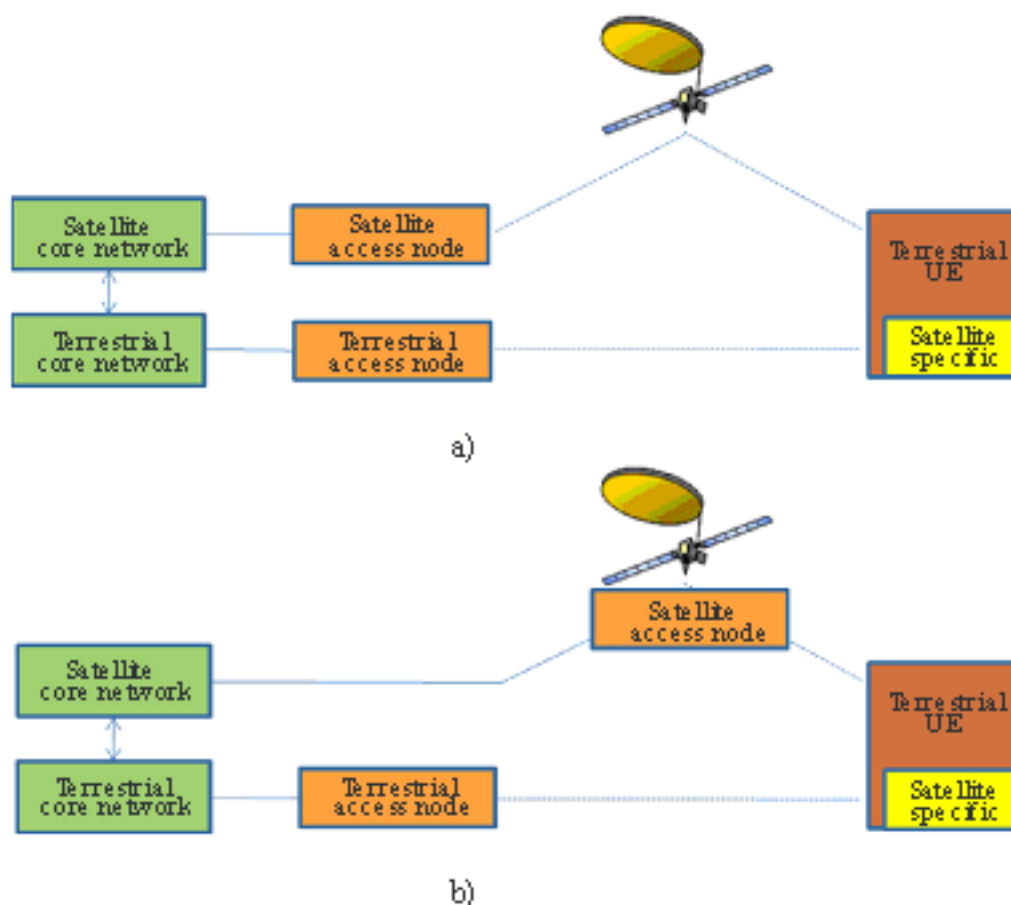 Satellite
core network
Satellite
access node
Terrestrial
UE
Terrestrial
core network
Terrestrial
access node
Satellite
specific
a)
Satellite
access node
Satellite
core network
Terrestrial
UE
Terrestrial
core network
Terrestrial
access node
Satellite
specific
b)